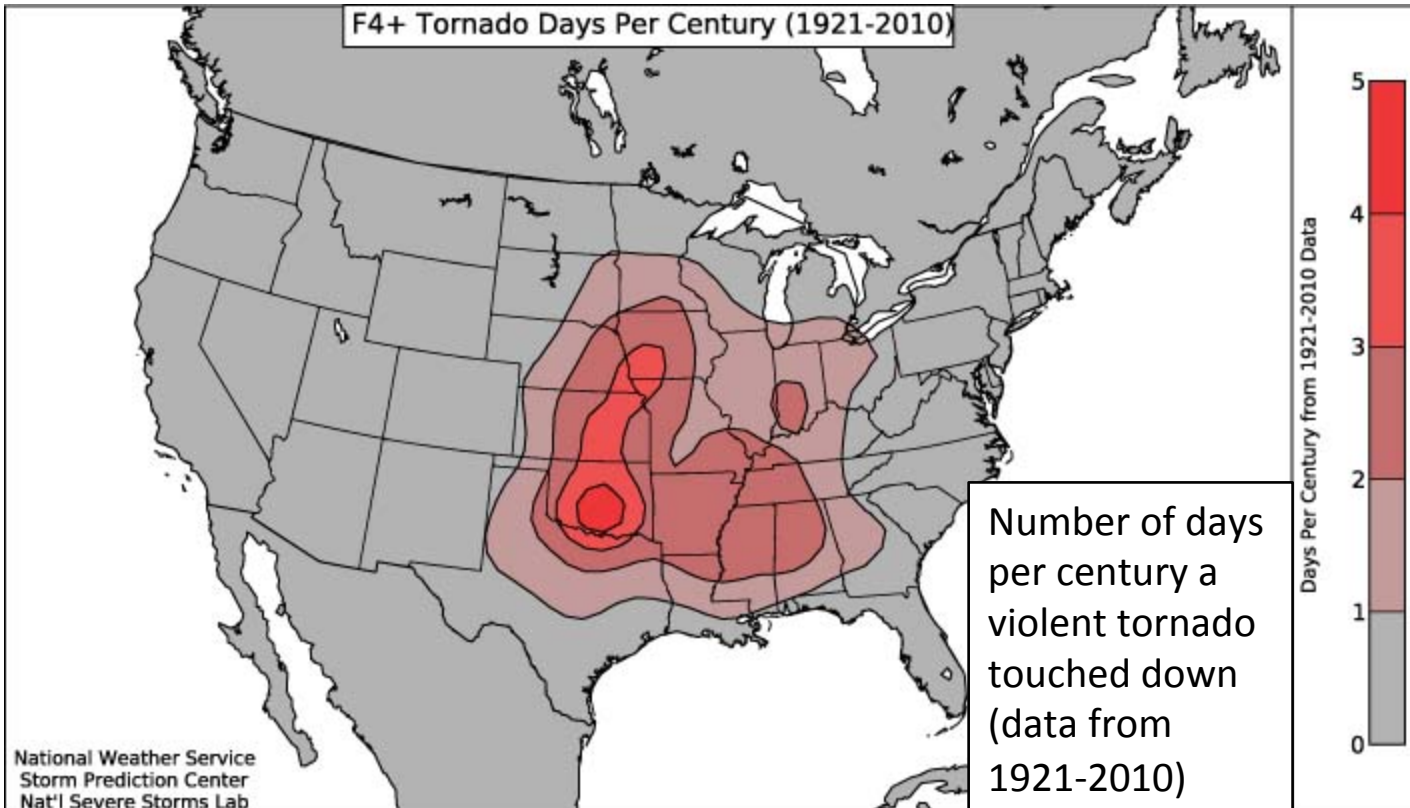 F4+ Tornado Days Per Century (1921-2010)
5
4
3
2
1
0
Days Per Century from 1921-2010 Data
Number of days
per century a
violent tornado
touched down
(data from
1921-2010)
National Weather Service
Storm Prediction Center
Nat'l Severe Storms Lab